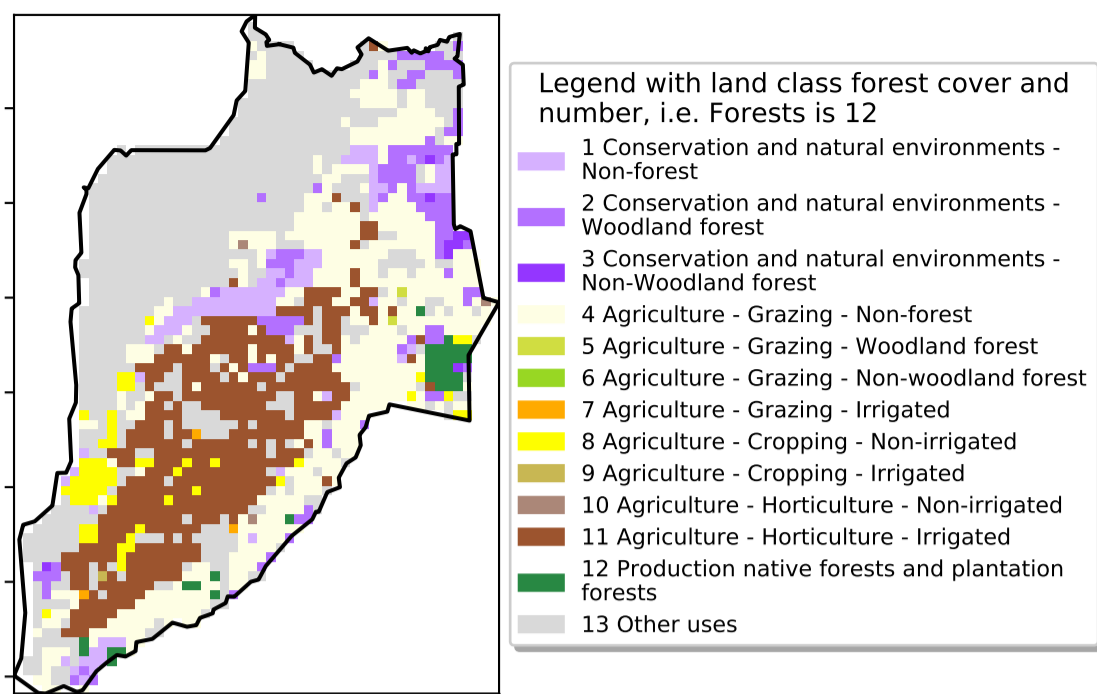 Legend with land class forest cover and
number, i.e. Forests is 12
1 Conservation and natural environments -
Non-forest
2 Conservation and natural environments -
Woodland forest
3 Conservation and natural environments -
Non-Woodland forest
4 Agriculture - Grazing - Non-forest
5 Agriculture - Grazing - Woodland forest
6 Agriculture - Grazing - Non-woodland forest
7 Agriculture - Grazing - Irrigated
8 Agriculture - Cropping - Non-irrigated
9 Agriculture - Cropping - Irrigated
10 Agriculture - Horticulture - Non-irrigated
11 Agriculture - Horticulture - Irrigated
12 Production native forests and plantation
forests
13 Other uses